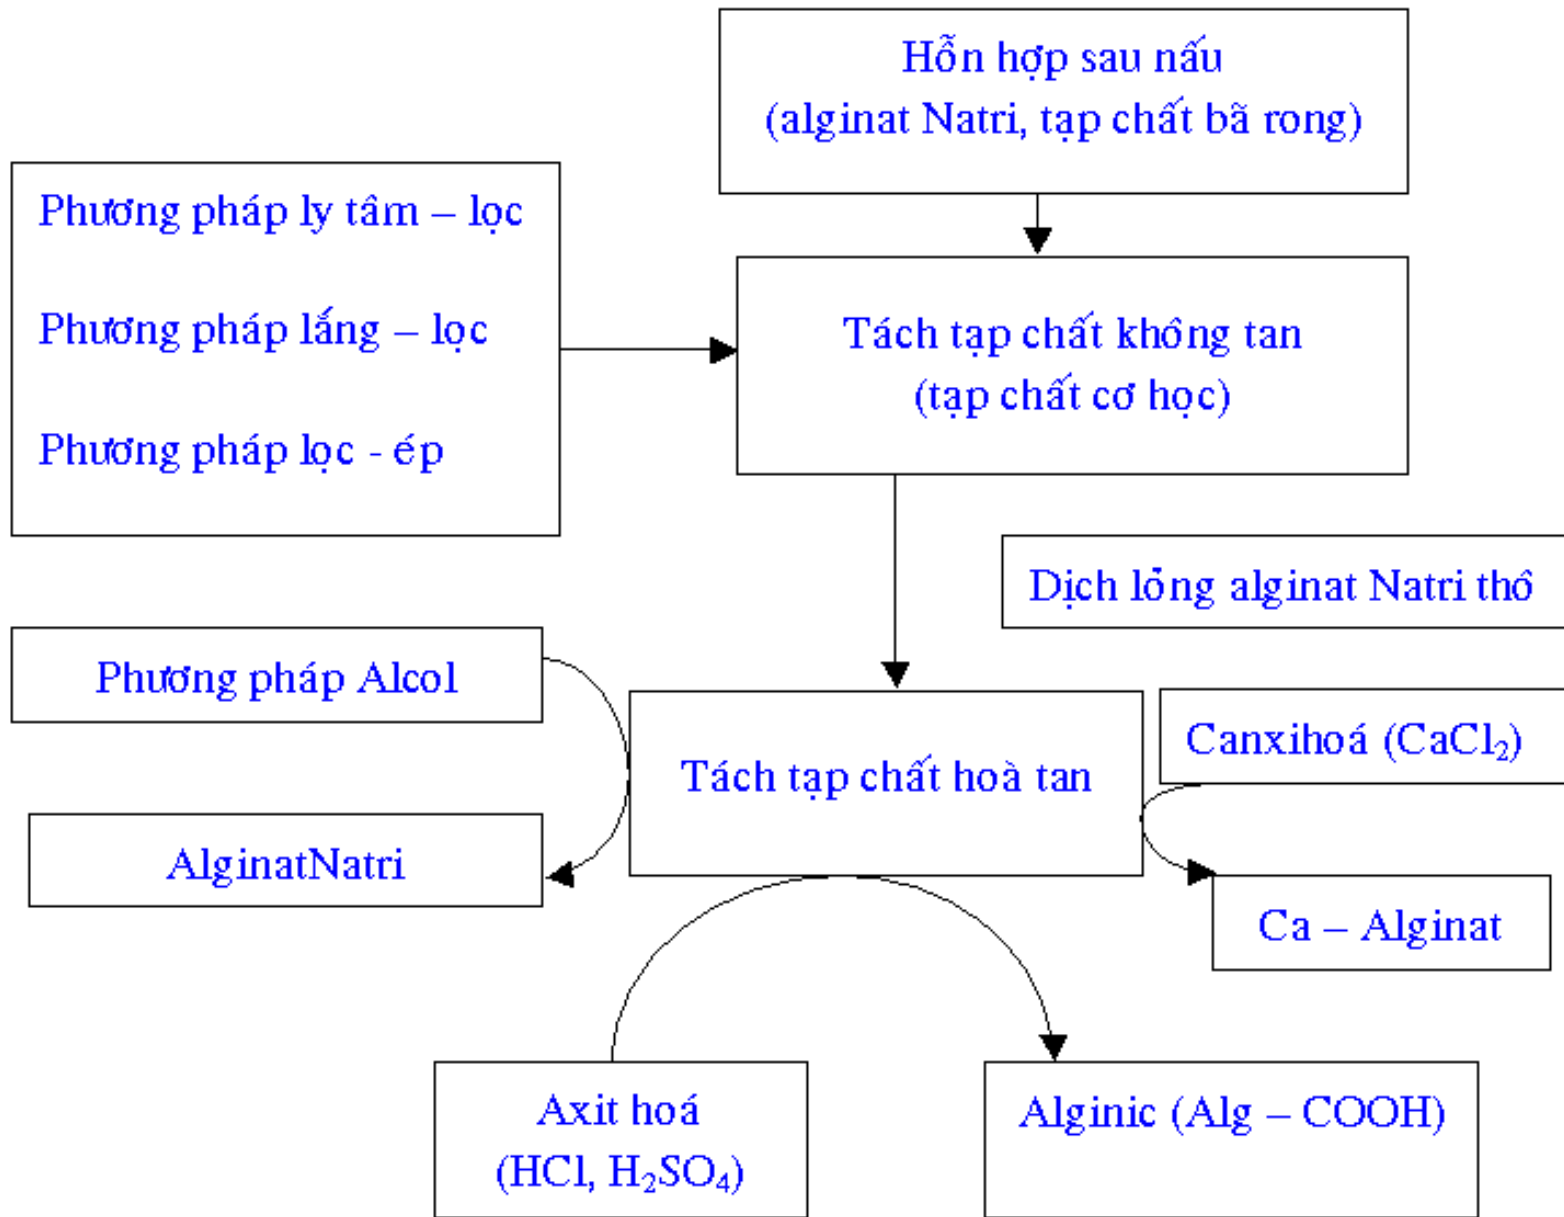 Hỗn hợp sau nấu
(alginat Natri, tạp chất bã rong)
Phương pháp ly tâm – lọc
Phương pháp lắng – lọc
Phương pháp lọc - ép
Tách tạp chất không tan
(tạp chất cơ học)
Dịch lỏng alginat Natri thô
Phương pháp Alcol
Tách tạp chất hoà tan
Canxihoá (CaCl₂)
AlginatNatri
Ca – Alginat
Axit hoá
(HCl, H₂SO₄)
Alginic (Alg – COOH)